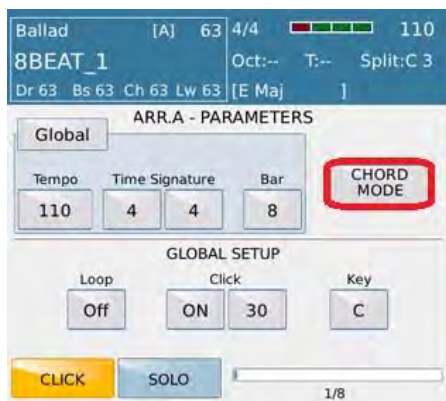 Ballad [A] 63 4/4 110
8BEAT_1 Oct:-- T:-- Split:C 3
Dr 63 Bs 63 Ch 63 Lw 63 [E Maj ]
ARR.A - PARAMETERS
Global
Tempo Time Signature Bar
110 4 4 8
CHORD
MODE
GLOBAL SETUP
Loop Click Key
Off ON 30 C
CLICK SOLO
1/8